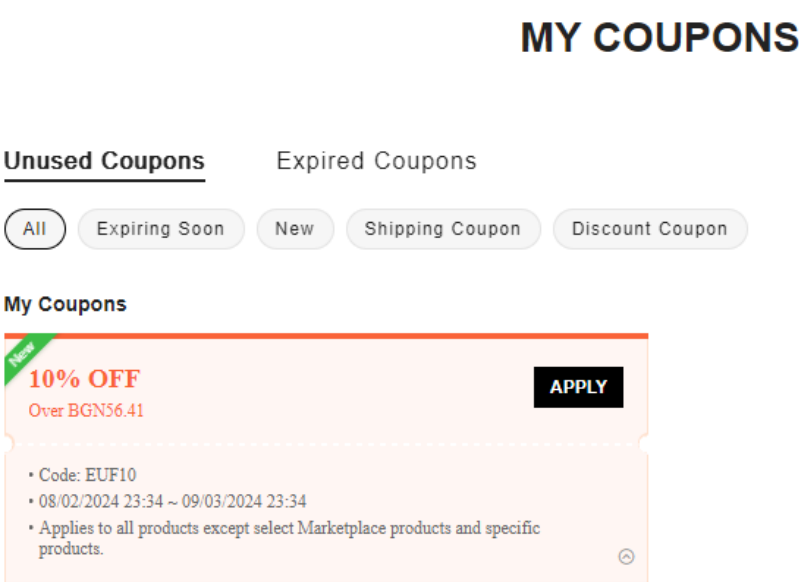 MY COUPONS
Unused Coupons Expired Coupons
All Expiring Soon New Shipping Coupon Discount Coupon
My Coupons
New
10% OFF
APPLY
Over BGN56.41
• Code: EUF10
• 08/02/2024 23:34 ~ 09/03/2024 23:34
• Applies to all products except select Marketplace products and specific
products.